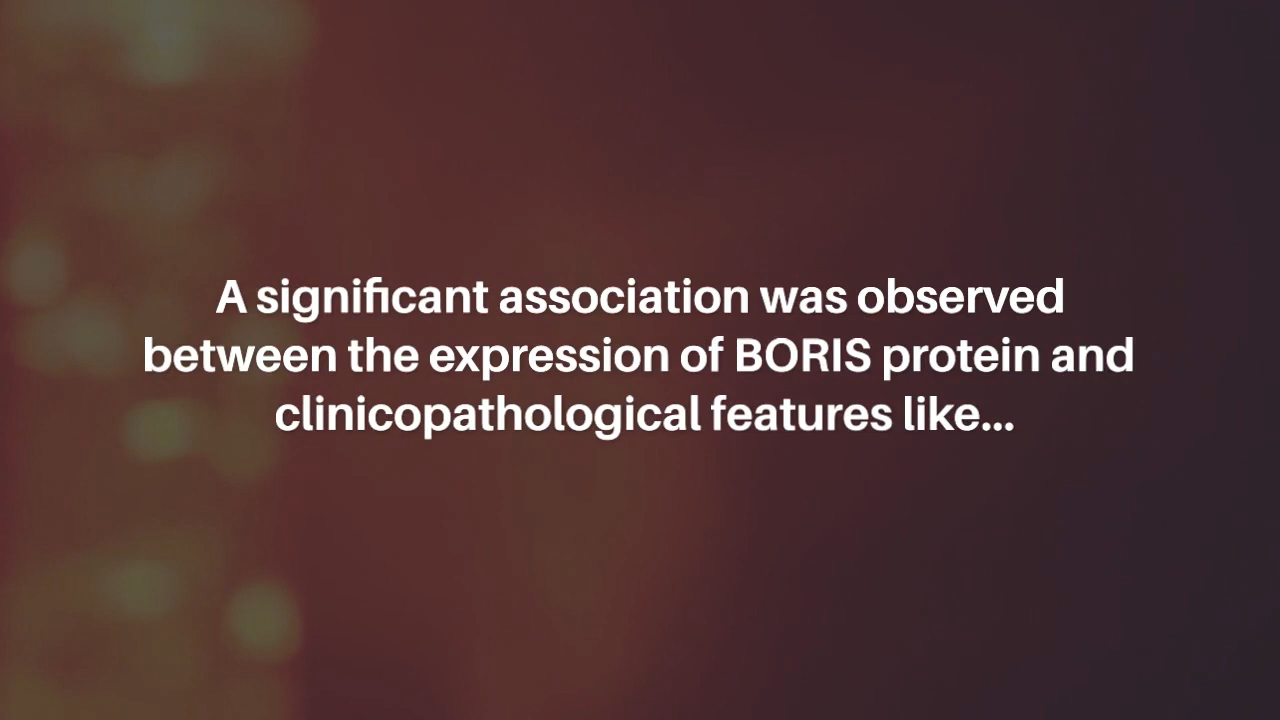 A significant association was observed
between the expression of BORIS protein and
clinicopathological features like...